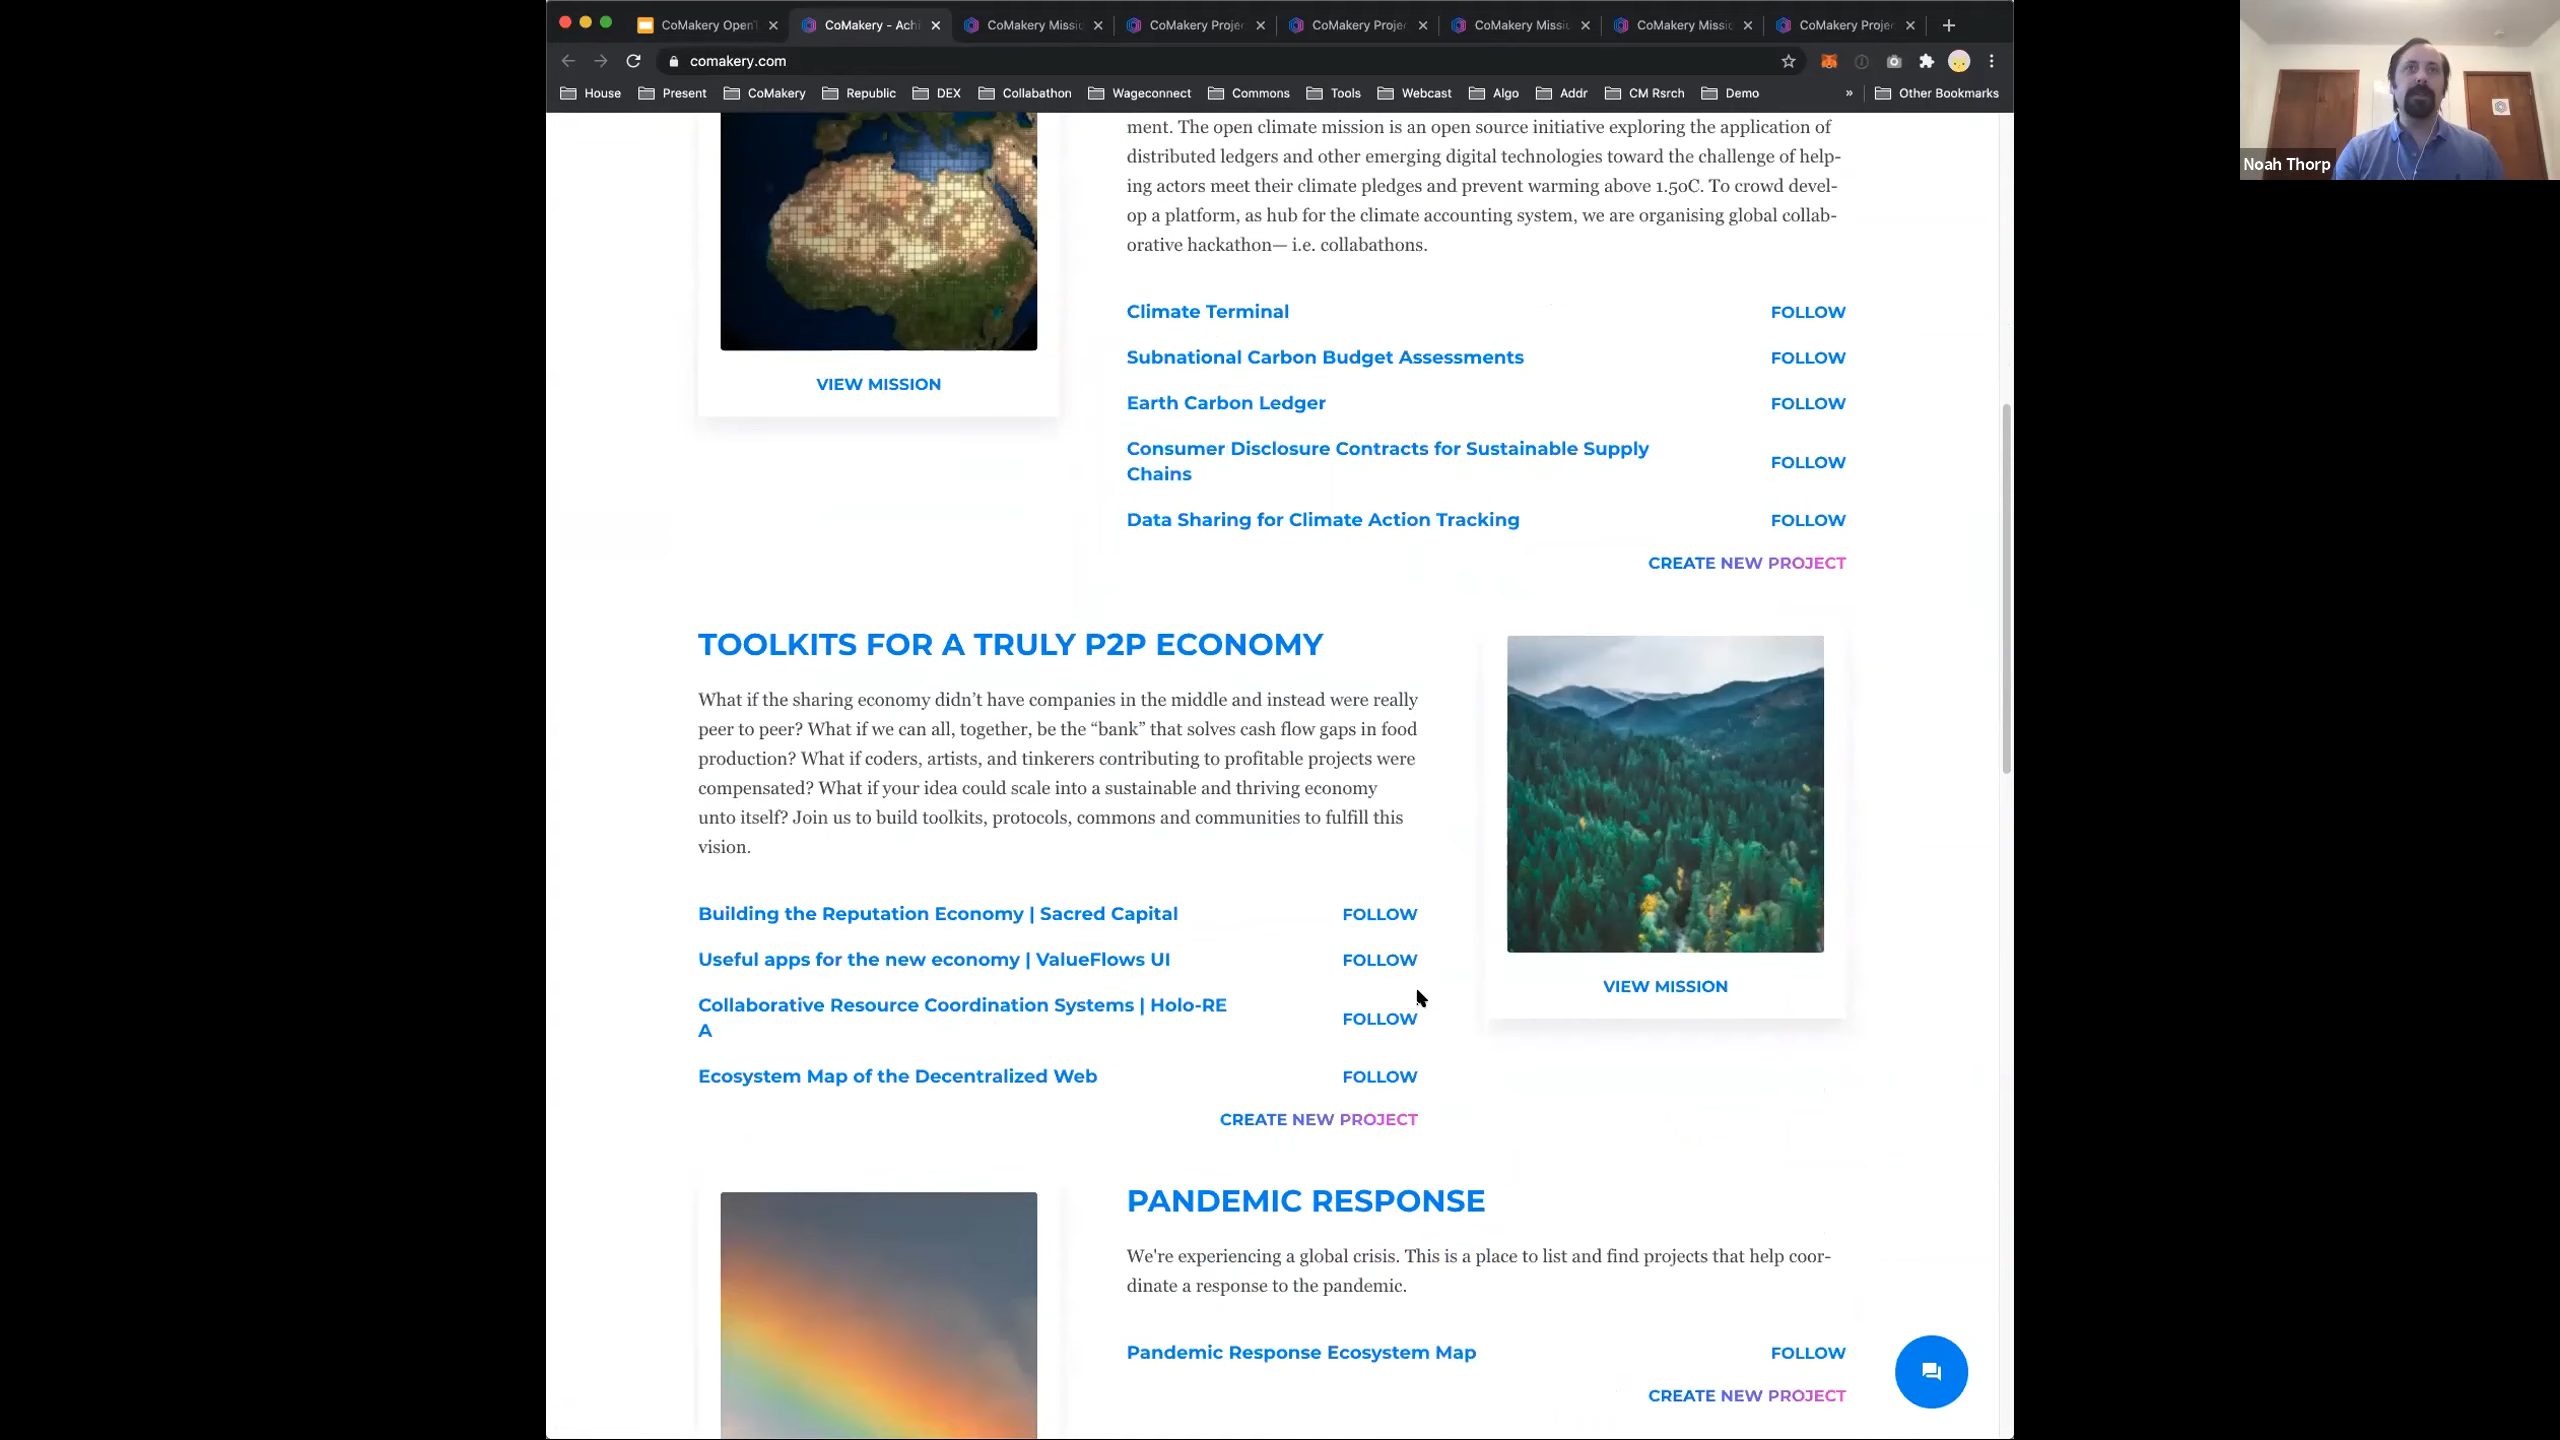 CoMakery Open
CoMakery - Achi
CoMakery Missio
CoMakery Projec
CoMakery Projec
CoMakery Missio
CoMakery Missio
CoMakery Projec
comakery.com
House
Present
CoMakery
Republic
DEX
Collabathon
Wageconnect
Commons
Tools
Webcast
Algo
Addr
CM Rsrch
Demo
»
Other Bookmarks
Noah Thorp
ment. The open climate mission is an open source initiative exploring the application of
distributed ledgers and other emerging digital technologies toward the challenge of help-
ing actors meet their climate pledges and prevent warming above 1.5oC. To crowd devel-
op a platform, as hub for the climate accounting system, we are organising global collab-
orative hackathon— i.e. collabathons.
VIEW MISSION
Climate Terminal FOLLOW
Subnational Carbon Budget Assessments FOLLOW
Earth Carbon Ledger FOLLOW
Consumer Disclosure Contracts for Sustainable Supply
Chains FOLLOW
Data Sharing for Climate Action Tracking FOLLOW
CREATE NEW PROJECT
TOOLKITS FOR A TRULY P2P ECONOMY
What if the sharing economy didn’t have companies in the middle and instead were really
peer to peer? What if we can all, together, be the “bank” that solves cash flow gaps in food
production? What if coders, artists, and tinkerers contributing to profitable projects were
compensated? What if your idea could scale into a sustainable and thriving economy
unto itself? Join us to build toolkits, protocols, commons and communities to fulfill this
vision.
Building the Reputation Economy | Sacred Capital FOLLOW
Useful apps for the new economy | ValueFlows UI FOLLOW
Collaborative Resource Coordination Systems | Holo-RE
A FOLLOW
Ecosystem Map of the Decentralized Web FOLLOW
CREATE NEW PROJECT
VIEW MISSION
PANDEMIC RESPONSE
We're experiencing a global crisis. This is a place to list and find projects that help coor-
dinate a response to the pandemic.
Pandemic Response Ecosystem Map FOLLOW
CREATE NEW PROJECT